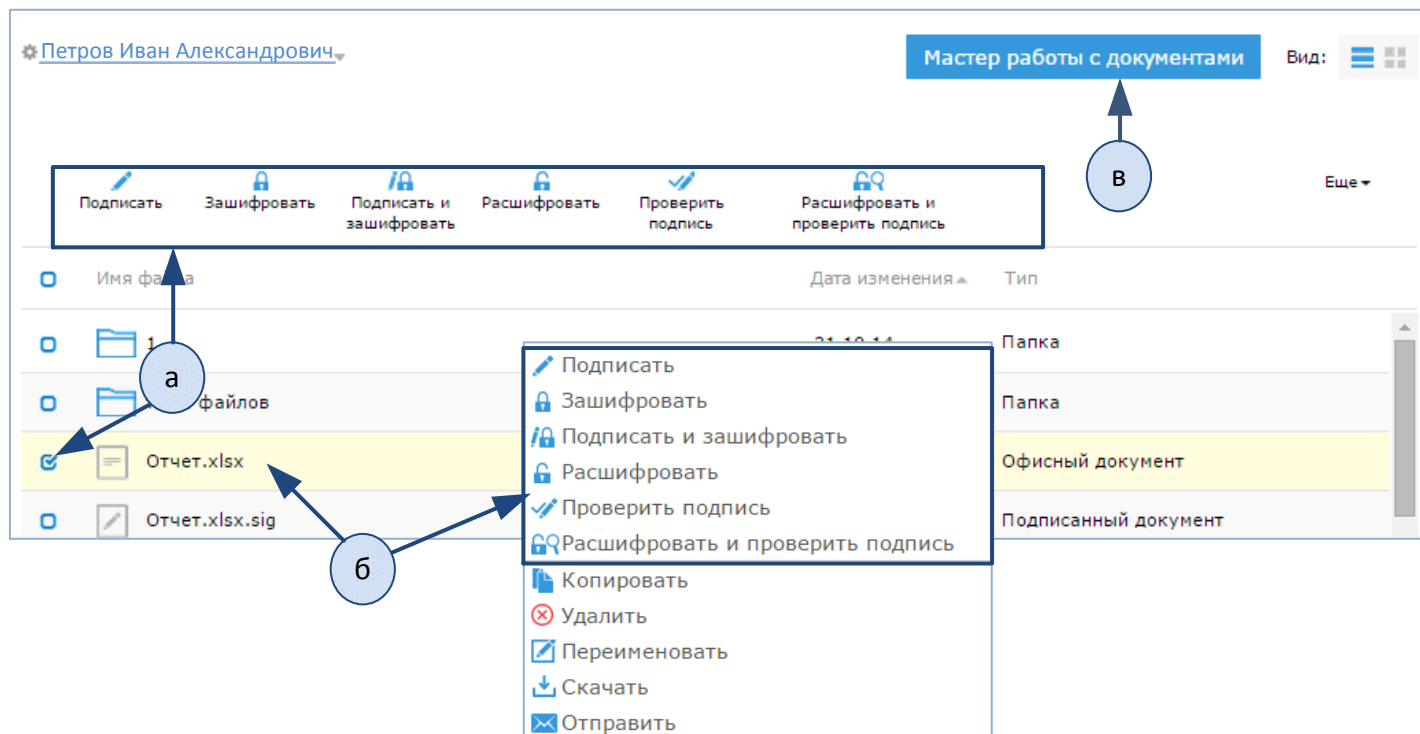 Петров Иван Александрович
Мастер работы с документами
Вид:
в
Подписать Зашифровать Подписать и Расшифровать Проверить Расшифровать и Еще
зашифровать подпись проверить подпись
Имя Дата изменения Тип
1 Папка
а
файлов Папка
Отчет.xlsx Офисный документ
Отчет.xlsx.sig Подписанный документ
б
Подписать
Зашифровать
Подписать и зашифровать
Расшифровать
Проверить подпись
Расшифровать и проверить подпись
Копировать
Удалить
Переименовать
Скачать
Отправить